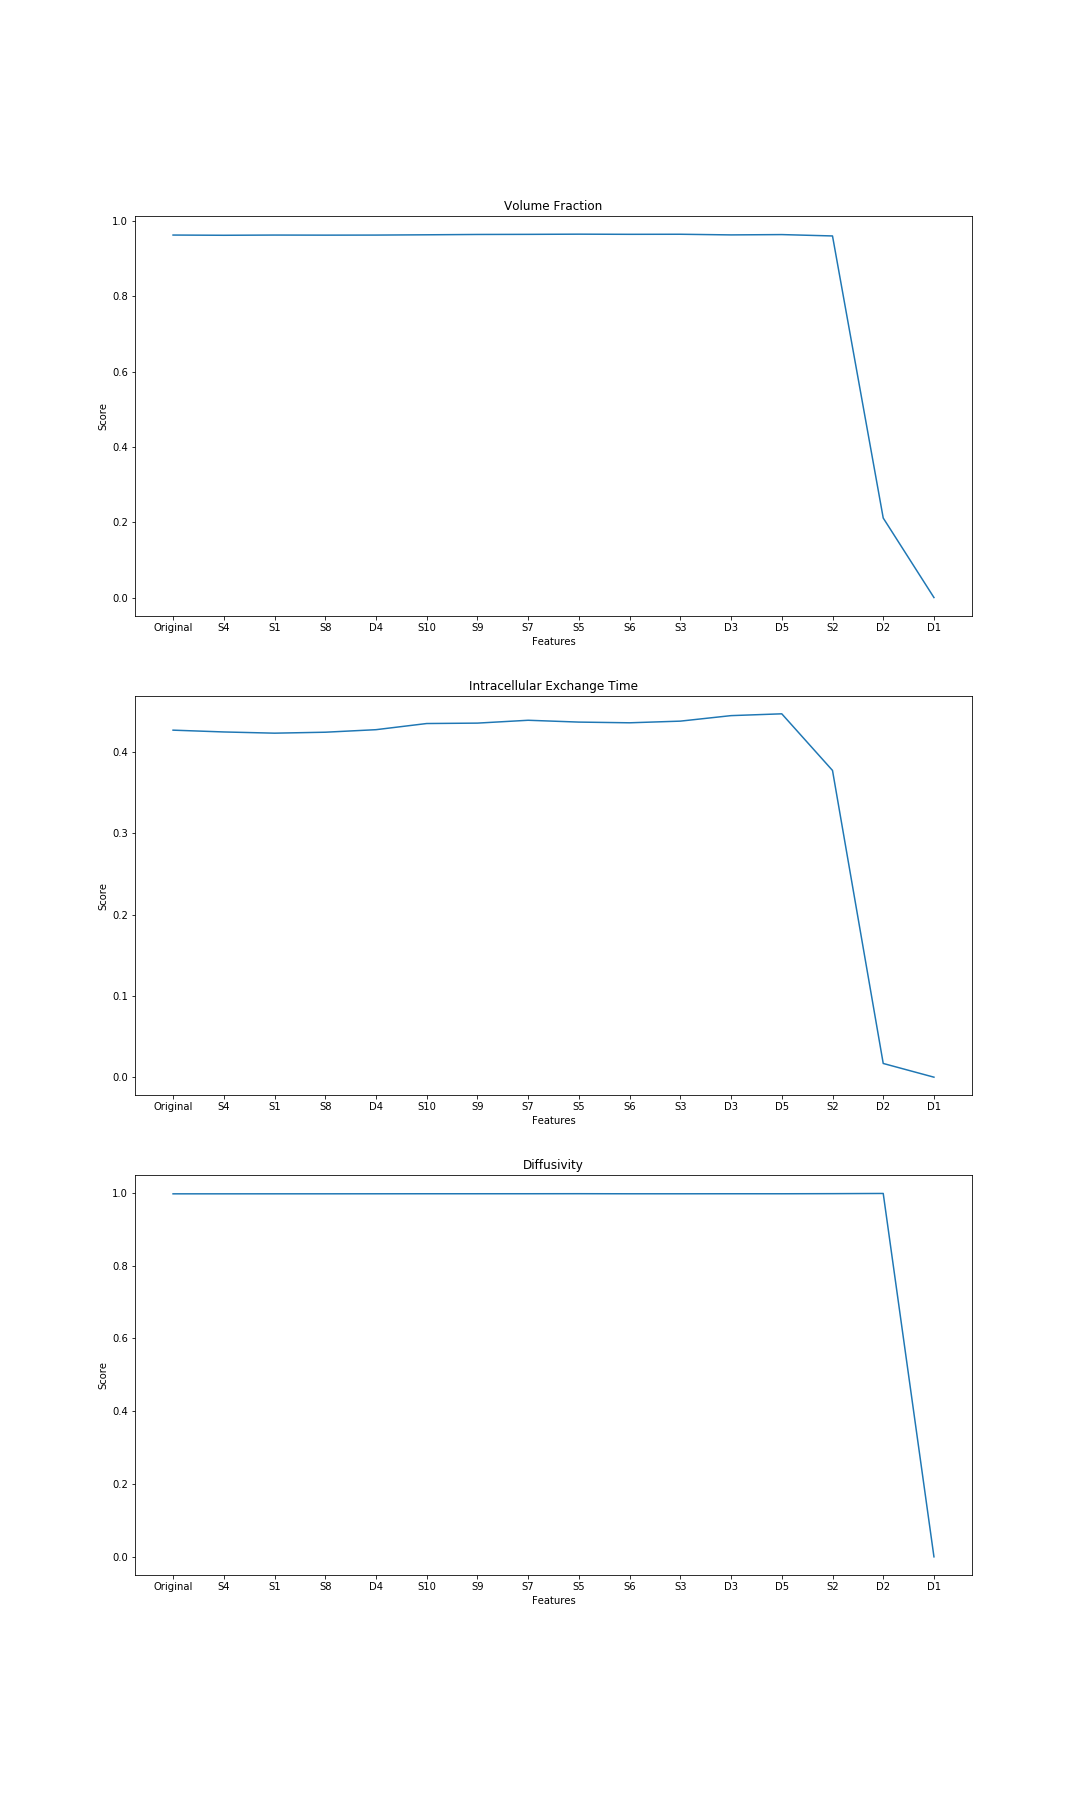 Volume Fraction
1.0
0.8
0.6
0.4
0.2
0.0
Score
Original S4 S1 S8 D4 S10 S9 S7 S5 S6 S3 D3 D5 S2 D2 D1
Features
Intracellular Exchange Time
0.4
0.3
0.2
0.1
0.0
Score
Original S4 S1 S8 D4 S10 S9 S7 S5 S6 S3 D3 D5 S2 D2 D1
Features
Diffusivity
1.0
0.8
0.6
0.4
0.2
0.0
Score
Original S4 S1 S8 D4 S10 S9 S7 S5 S6 S3 D3 D5 S2 D2 D1
Features